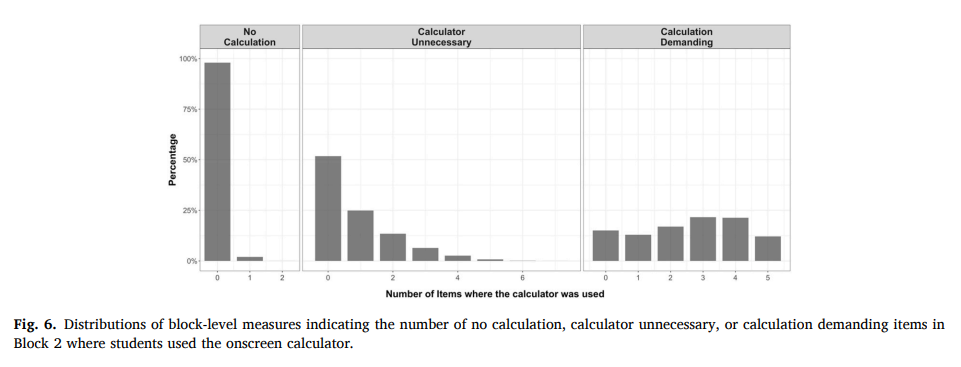 No
Calculation
Calculator
Unnecessary
Calculation
Demanding
100%
75%
50%
25%
0%
Percentage
0 1 2
0 2 4 6
0 1 2 3 4 5
Number of Items where the calculator was used
Fig. 6. Distributions of block-level measures indicating the number of no calculation, calculator unnecessary, or calculation demanding items in
Block 2 where students used the onscreen calculator.